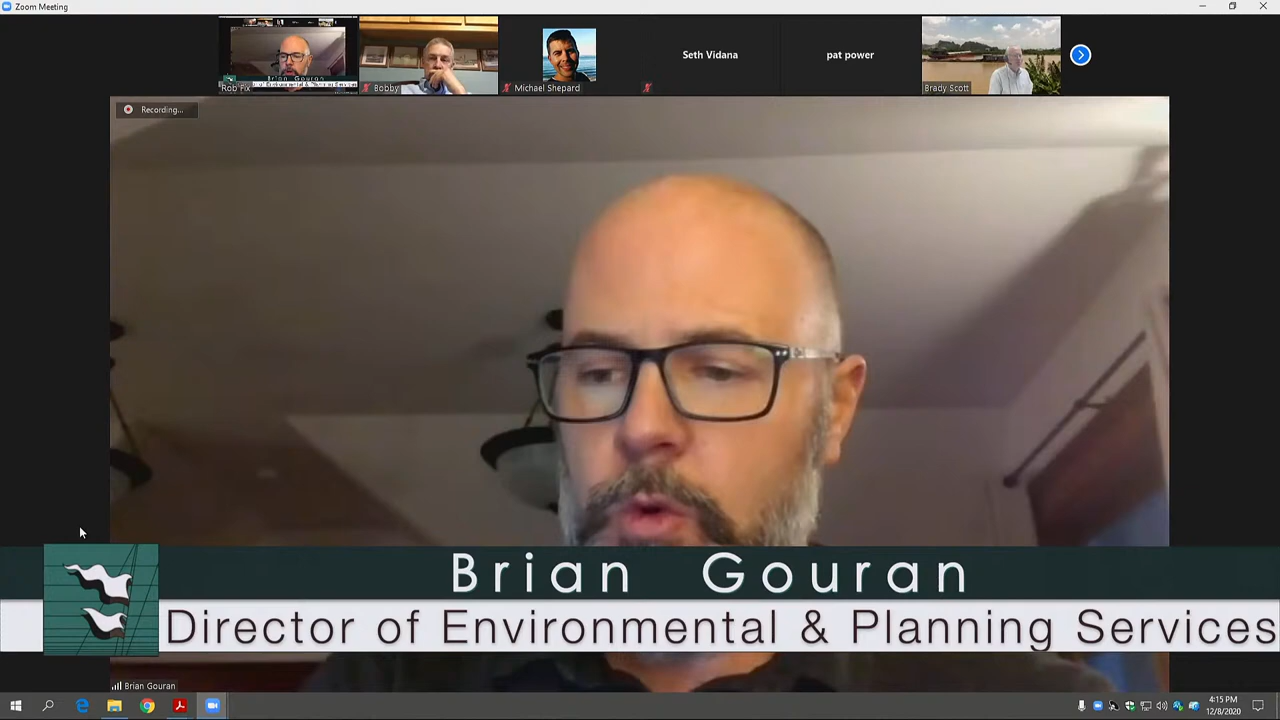 Zoom Meeting
Rob Fix
Bobby
Michael Shepard
Seth Vidana
pat power
Brady Scott
Recording...
Brian Gouran
Director of Environmental & Planning Services
Brian Gouran
4:15 PM
12/8/2020